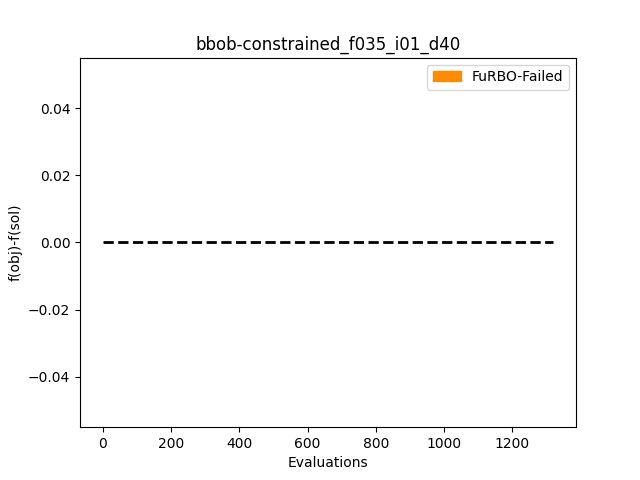 bbob-constrained_f035_i01_d40
FuRBO-Failed
0.04
0.02
0.00
−0.02
−0.04
f(obj)-f(sol)
0 200 400 600 800 1000 1200
Evaluations